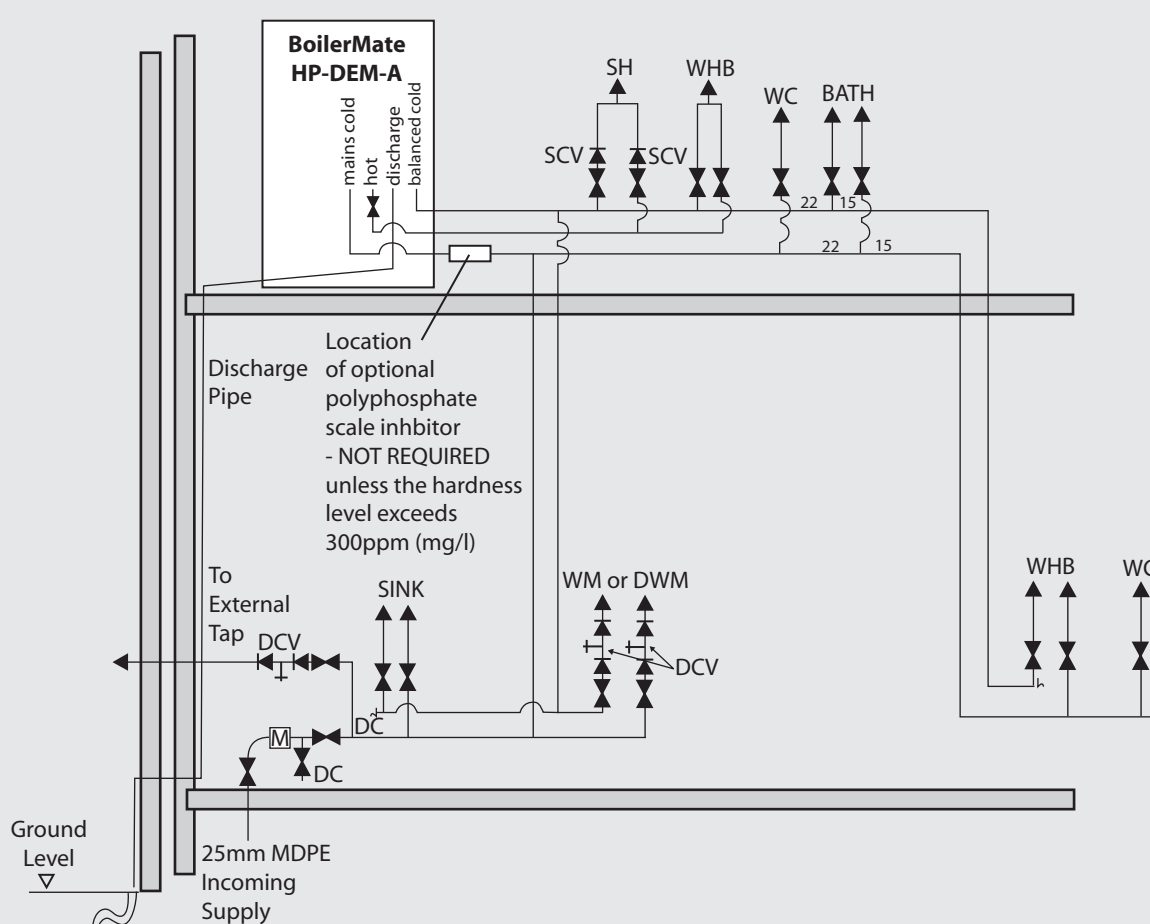 BoilerMate
HP-DEM-A
mains cold
hot
discharge
balanced cold
SH
WHB
WC
BATH
SCV
SCV
22
15
22
15
Discharge
Pipe
Location
of optional
polyphosphate
scale inhbitor
- NOT REQUIRED
unless the hardness
level exceeds
300ppm (mg/l)
To
External
Tap
DCV
SINK
WM or DWM
DCV
WHB
WC
DC
M
DC
Ground
Level
25mm MDPE
Incoming
Supply